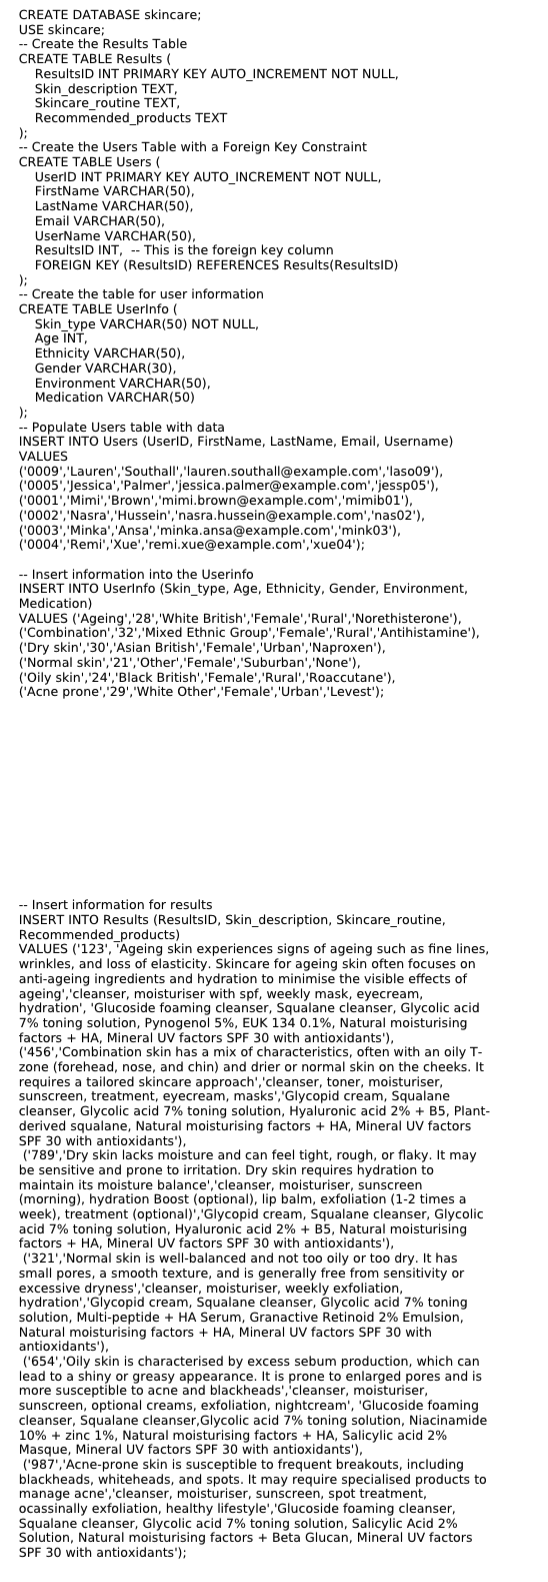 CREATE DATABASE skincare;
USE skincare;
-- Create the Results Table
CREATE TABLE Results (
ResultsID INT PRIMARY KEY AUTO_INCREMENT NOT NULL,
Skin_description TEXT,
Skincare_routine TEXT,
Recommended_products TEXT
);
-- Create the Users Table with a Foreign Key Constraint
CREATE TABLE Users (
UserID INT PRIMARY KEY AUTO_INCREMENT NOT NULL,
FirstName VARCHAR(50),
LastName VARCHAR(50),
Email VARCHAR(50),
UserName VARCHAR(50),
ResultsID INT,  -- This is the foreign key column
FOREIGN KEY (ResultsID) REFERENCES Results(ResultsID)
);
-- Create the table for user information
CREATE TABLE UserInfo (
Skin_type VARCHAR(50) NOT NULL,
Age INT,
Ethnicity VARCHAR(50),
Gender VARCHAR(30),
Environment VARCHAR(50),
Medication VARCHAR(50)
);
-- Populate Users table with data
INSERT INTO Users (UserID, FirstName, LastName, Email, Username)
VALUES
('0009','Lauren','Southall','lauren.southall@example.com','laso09'),
('0005','Jessica','Palmer','jessica.palmer@example.com','jessp05'),
('0001','Mimi','Brown','mimi.brown@example.com','mimib01'),
('0002','Nasra','Hussein','nasra.hussein@example.com','nas02'),
('0003','Minka','Ansa','minka.ansa@example.com','mink03'),
('0004','Remi','Xue','remi.xue@example.com','xue04');
-- Insert information into the Userinfo
INSERT INTO UserInfo (Skin_type, Age, Ethnicity, Gender, Environment,
Medication)
VALUES ('Ageing','28','White British','Female','Rural','Norethisterone'),
('Combination','32','Mixed Ethnic Group','Female','Rural','Antihistamine'),
('Dry skin','30','Asian British','Female','Urban','Naproxen'),
('Normal skin','21','Other','Female','Suburban','None'),
('Oily skin','24','Black British','Female','Rural','Roaccutane'),
('Acne prone','29','White Other','Female','Urban','Levest');
-- Insert information for results
INSERT INTO Results (ResultsID, Skin_description, Skincare_routine,
Recommended_products)
VALUES ('123', 'Ageing skin experiences signs of ageing such as fine lines,
wrinkles, and loss of elasticity. Skincare for ageing skin often focuses on
anti-ageing ingredients and hydration to minimise the visible effects of
ageing','cleanser, moisturiser with spf, weekly mask, eyecream,
hydration', 'Glucoside foaming cleanser, Squalane cleanser, Glycolic acid
7% toning solution, Pynogenol 5%, EUK 134 0.1%, Natural moisturising
factors + HA, Mineral UV factors SPF 30 with antioxidants'),
('456','Combination skin has a mix of characteristics, often with an oily T-
zone (forehead, nose, and chin) and drier or normal skin on the cheeks. It
requires a tailored skincare approach','cleanser, toner, moisturiser,
sunscreen, treatment, eyecream, masks','Glycopid cream, Squalane
cleanser, Glycolic acid 7% toning solution, Hyaluronic acid 2% + B5, Plant-
derived squalane, Natural moisturising factors + HA, Mineral UV factors
SPF 30 with antioxidants'),
('789','Dry skin lacks moisture and can feel tight, rough, or flaky. It may
be sensitive and prone to irritation. Dry skin requires hydration to
maintain its moisture balance','cleanser, moisturiser, sunscreen
(morning), hydration Boost (optional), lip balm, exfoliation (1-2 times a
week), treatment (optional)','Glycopid cream, Squalane cleanser, Glycolic
acid 7% toning solution, Hyaluronic acid 2% + B5, Natural moisturising
factors + HA, Mineral UV factors SPF 30 with antioxidants'),
('321','Normal skin is well-balanced and not too oily or too dry. It has
small pores, a smooth texture, and is generally free from sensitivity or
excessive dryness','cleanser, moisturiser, weekly exfoliation,
hydration','Glycopid cream, Squalane cleanser, Glycolic acid 7% toning
solution, Multi-peptide + HA Serum, Granactive Retinoid 2% Emulsion,
Natural moisturising factors + HA, Mineral UV factors SPF 30 with
antioxidants'),
('654','Oily skin is characterised by excess sebum production, which can
lead to a shiny or greasy appearance. It is prone to enlarged pores and is
more susceptible to acne and blackheads','cleanser, moisturiser,
sunscreen, optional creams, exfoliation, nightcream', 'Glucoside foaming
cleanser, Squalane cleanser,Glycolic acid 7% toning solution, Niacinamide
10% + zinc 1%, Natural moisturising factors + HA, Salicylic acid 2%
Masque, Mineral UV factors SPF 30 with antioxidants'),
('987','Acne-prone skin is susceptible to frequent breakouts, including
blackheads, whiteheads, and spots. It may require specialised products to
manage acne','cleanser, moisturiser, sunscreen, spot treatment,
ocassinally exfoliation, healthy lifestyle','Glucoside foaming cleanser,
Squalane cleanser, Glycolic acid 7% toning solution, Salicylic Acid 2%
Solution, Natural moisturising factors + Beta Glucan, Mineral UV factors
SPF 30 with antioxidants');